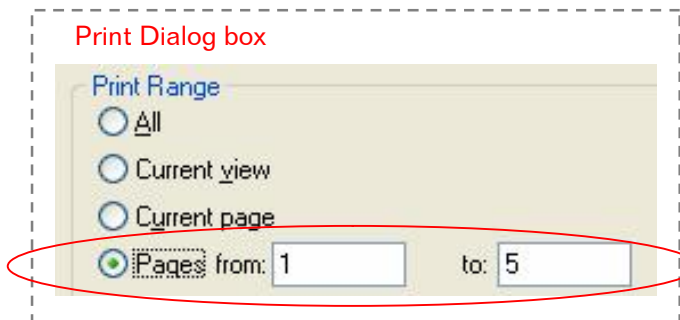 Print Dialog box
Print Range
All
Current view
Current page
Pages from: 1 to: 5